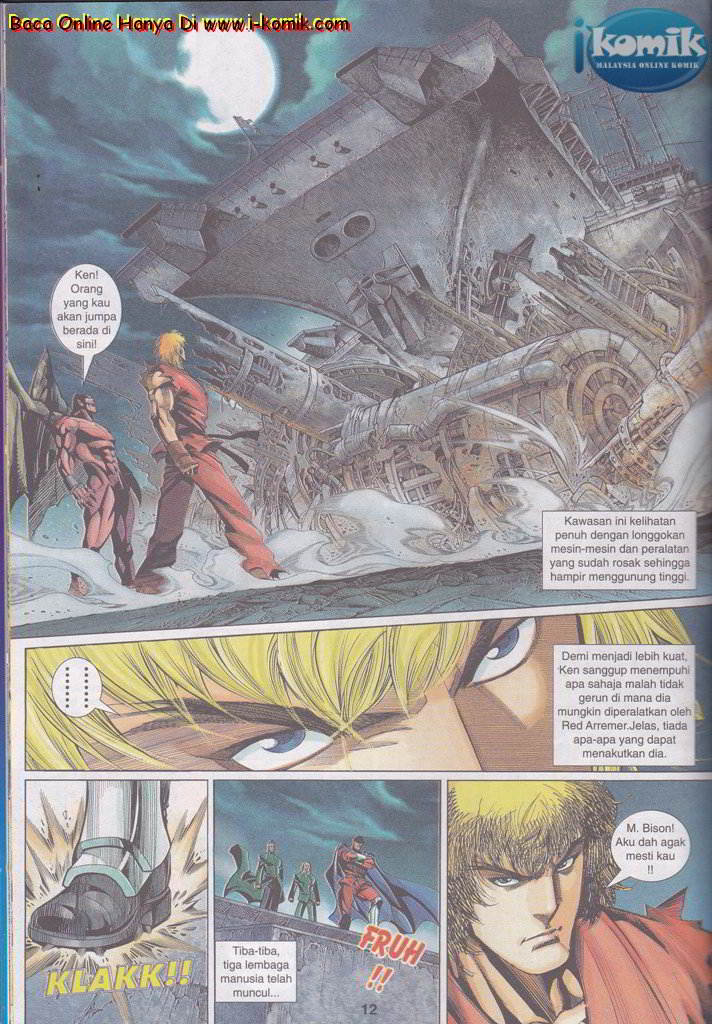 Baca Online Hanya Di www.i-komik.com
ikomik
MALAYSIA ONLINE KOMIK
Ken!
Orang
yang kau
akan jumpa
berada di
sini!
Kawasan ini kelihatan
penuh dengan longgokan
mesin-mesin dan peralatan
yang sudah rosak sehingga
hampir menggunung tinggi.
Demi menjadi lebih kuat,
Ken sanggup menempuhi
apa sahaja malah tidak
gerun di mana dia
mungkin diperalatkan oleh
Red Arremer.Jelas, tiada
apa-apa yang dapat
menakutkan dia.
KLAKK!!
Tiba-tiba,
tiga lembaga
manusia telah
muncul...
FRUH
!!
M. Bison!
Aku dah agak
mesti kau
!!
12